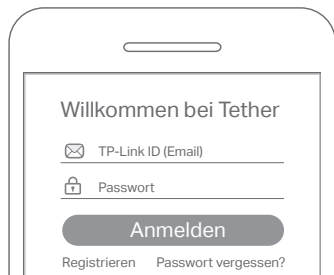 Willkommen bei Tether
TP-Link ID (Email)
Passwort
Anmelden
Registrieren Passwort vergessen?